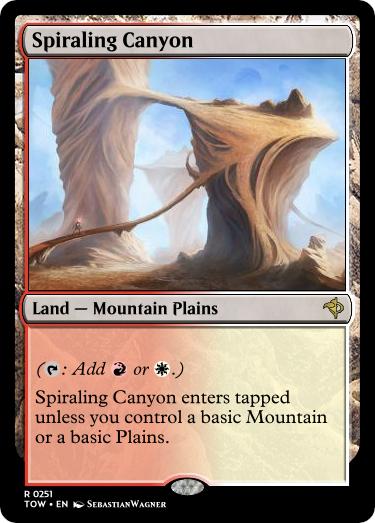 Spiraling Canyon
Land — Mountain Plains
(T: Add R or W.)
Spiraling Canyon enters tapped
unless you control a basic Mountain
or a basic Plains.
R 0251
TOW • EN SebastianWagner